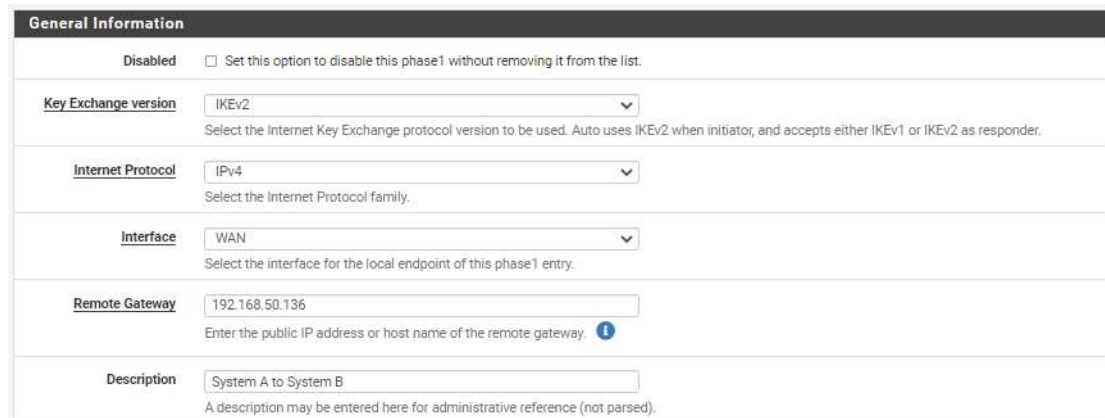 General Information
Disabled
Set this option to disable this phase1 without removing it from the list.
Key Exchange version
IKEv2
Select the Internet Key Exchange protocol version to be used. Auto uses IKEv2 when initiator, and accepts either IKEv1 or IKEv2 as responder.
Internet Protocol
IPv4
Select the Internet Protocol family.
Interface
WAN
Select the interface for the local endpoint of this phase1 entry.
Remote Gateway
192.168.50.136
Enter the public IP address or host name of the remote gateway.
Description
System A to System B
A description may be entered here for administrative reference (not parsed).